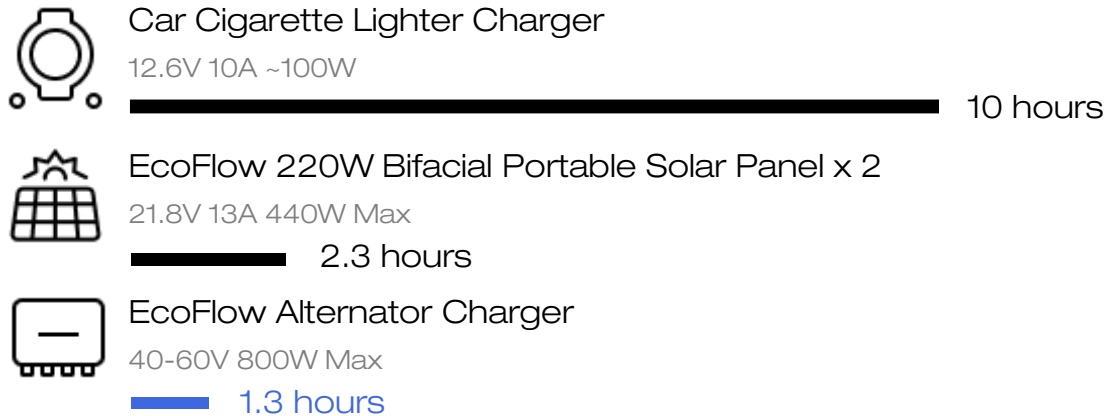 Car Cigarette Lighter Charger
12.6V 10A ~100W
10 hours
EcoFlow 220W Bifacial Portable Solar Panel x 2
21.8V 13A 440W Max
2.3 hours
EcoFlow Alternator Charger
40-60V 800W Max
1.3 hours